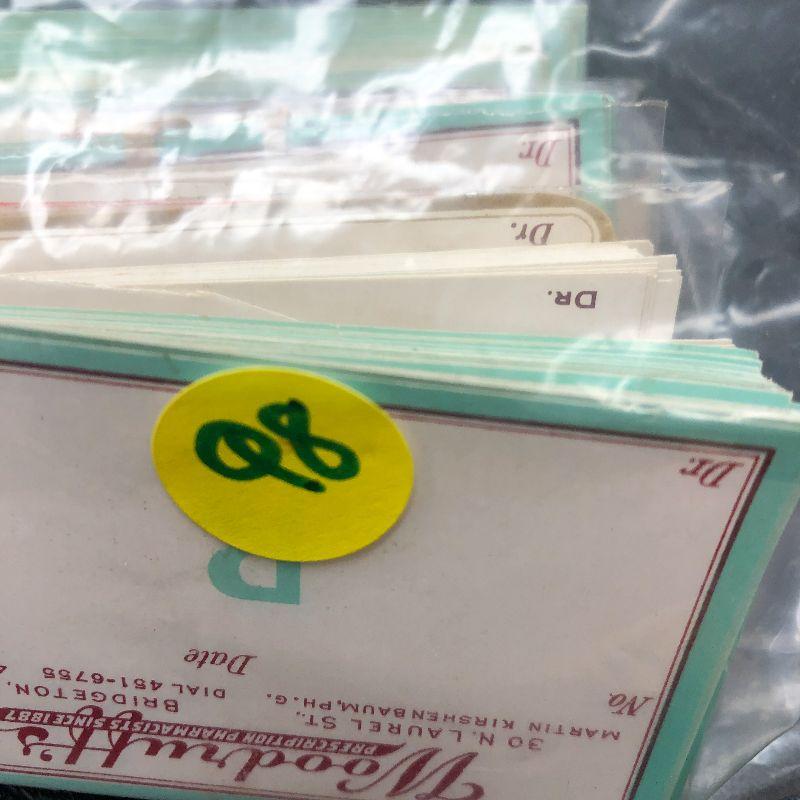 Dr.
Dr.
DR.
Q8
Woodruff's
PRESCRIPTION PHARMACISTS SINCE 1887
30 N. LAUREL ST., BRIDGETON,
MARTIN KIRSHENBAUM, PH.G. DIAL 451-6755
No. Date
Dr.